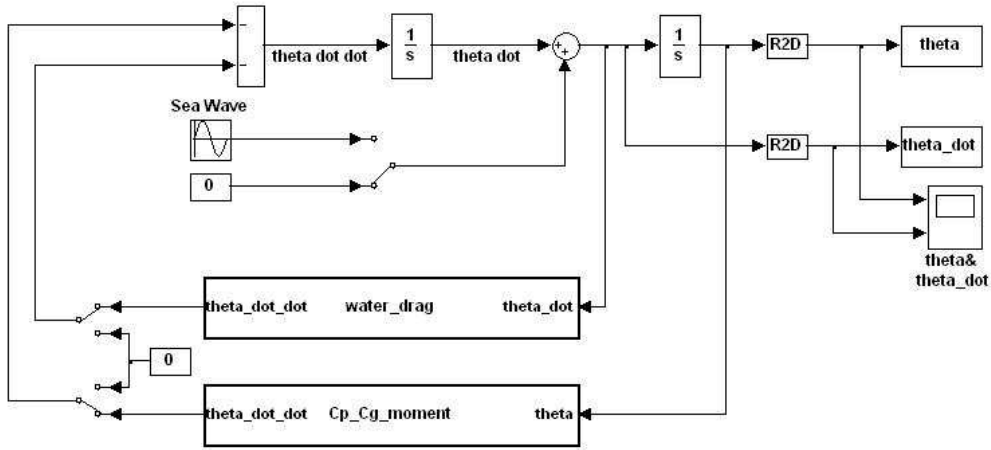 −
−
theta dot dot
1
s
theta dot
+
+
1
s
R2D
theta
Sea Wave
0
R2D
theta_dot
theta&
theta_dot
theta_dot_dot water_drag theta_dot
0
theta_dot_dot Cp_Cg_moment theta